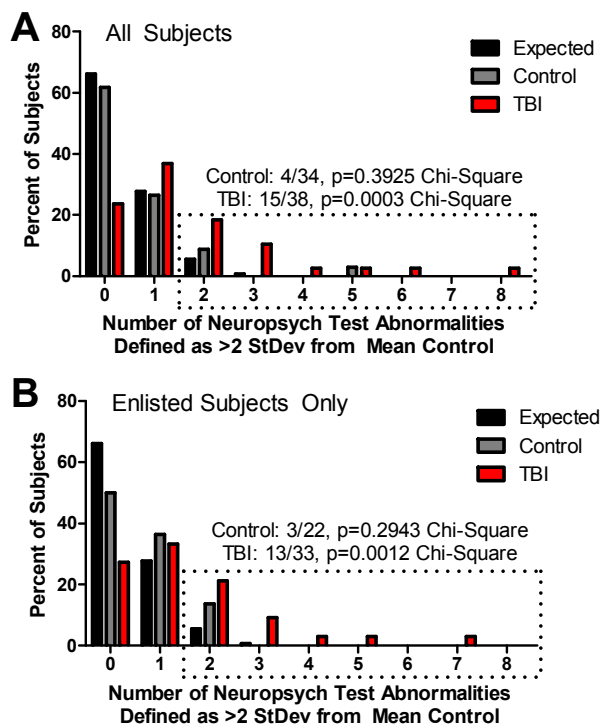 A
All Subjects
Expected
Control
TBI
Percent of Subjects
80
60
40
20
0
Control: 4/34, p=0.3925 Chi-Square
TBI: 15/38, p=0.0003 Chi-Square
0 1 2 3 4 5 6 7 8
Number of Neuropsych Test Abnormalities
Defined as >2 StDev from Mean Control
B
Enlisted Subjects Only
Expected
Control
TBI
Percent of Subjects
80
60
40
20
0
Control: 3/22, p=0.2943 Chi-Square
TBI: 13/33, p=0.0012 Chi-Square
0 1 2 3 4 5 6 7 8
Number of Neuropsych Test Abnormalities
Defined as >2 StDev from Mean Control